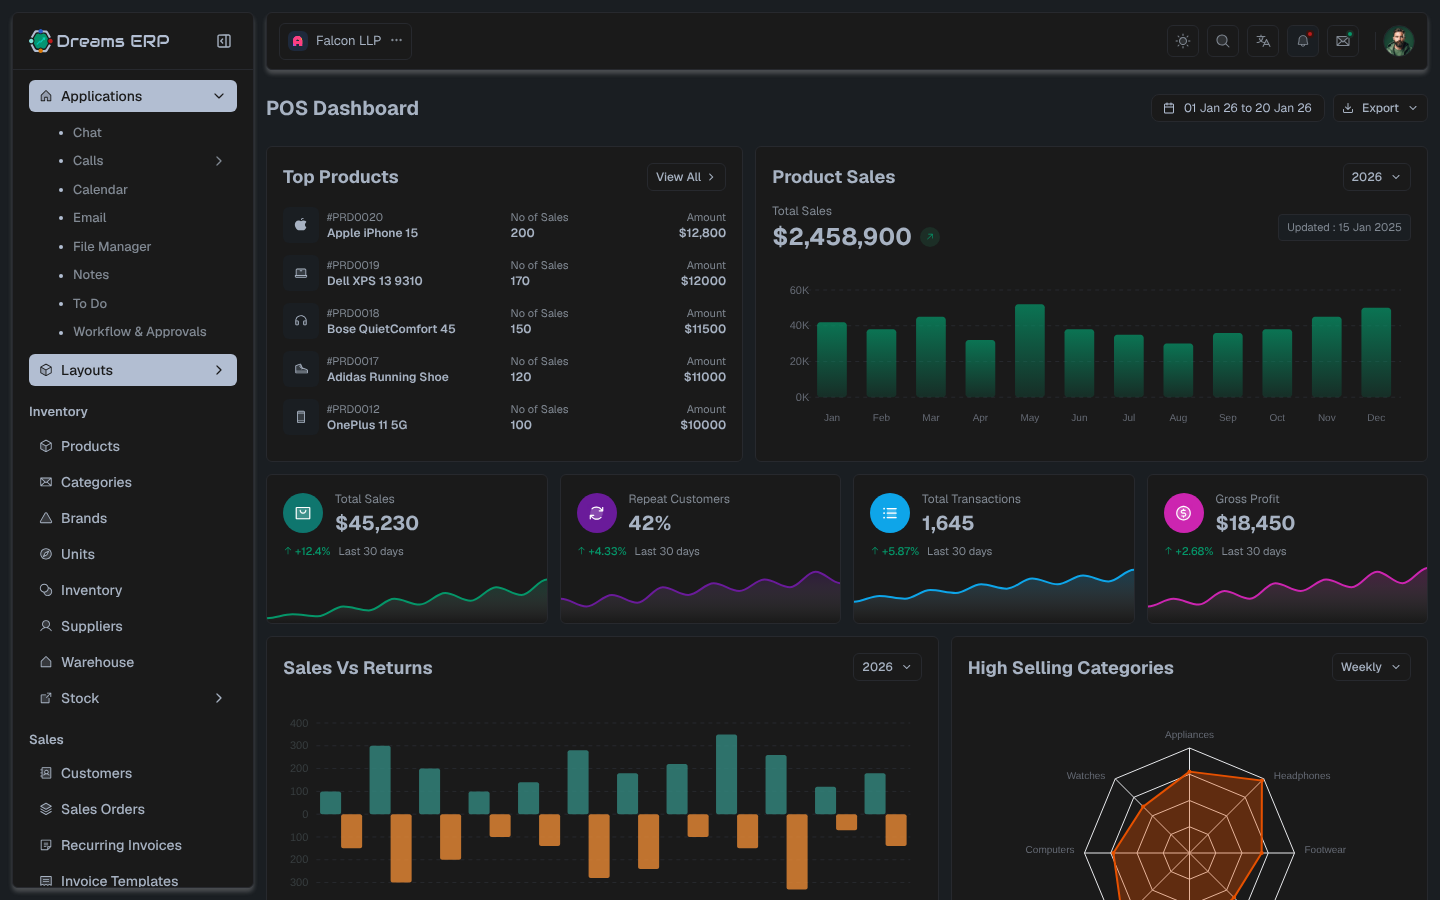 Dreams ERP
Applications
Chat
Calls
Calendar
Email
File Manager
Notes
To Do
Workflow & Approvals
Layouts
Inventory
Products
Categories
Brands
Units
Inventory
Suppliers
Warehouse
Stock
Sales
Customers
Sales Orders
Recurring Invoices
Invoice Templates
Falcon LLP
POS Dashboard
01 Jan 26 to 20 Jan 26
Export
Top Products
View All
#PRD0020 No of Sales Amount
Apple iPhone 15 200 $12,800
#PRD0019 No of Sales Amount
Dell XPS 13 9310 170 $12000
#PRD0018 No of Sales Amount
Bose QuietComfort 45 150 $11500
#PRD0017 No of Sales Amount
Adidas Running Shoe 120 $11000
#PRD0012 No of Sales Amount
OnePlus 11 5G 100 $10000
Product Sales
2026
Total Sales
$2,458,900
Updated : 15 Jan 2025
60K
40K
20K
0K
Jan Feb Mar Apr May Jun Jul Aug Sep Oct Nov Dec
Total Sales
$45,230
+12.4% Last 30 days
Repeat Customers
42%
+4.33% Last 30 days
Total Transactions
1,645
+5.87% Last 30 days
Gross Profit
$18,450
+2.68% Last 30 days
Sales Vs Returns
2026
400
300
200
100
0
100
200
300
High Selling Categories
Weekly
Appliances
Watches
Headphones
Computers
Footwear